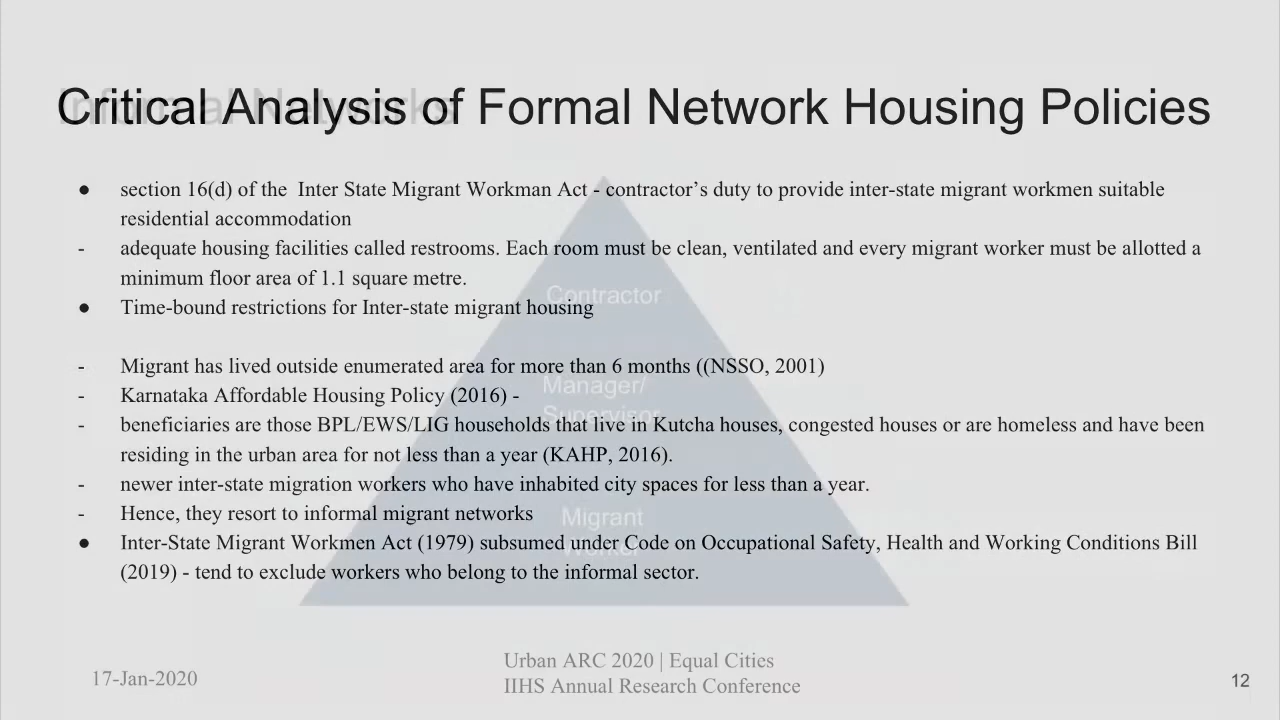 Critical Analysis of Formal Network Housing Policies
Informal Networks
● section 16(d) of the  Inter State Migrant Workman Act - contractor’s duty to provide inter-state migrant workmen suitable
residential accommodation
- adequate housing facilities called restrooms. Each room must be clean, ventilated and every migrant worker must be allotted a
minimum floor area of 1.1 square metre.
Contractor
● Time-bound restrictions for Inter-state migrant housing
- Migrant has lived outside enumerated area for more than 6 months ((NSSO, 2001)
Manager/
- Karnataka Affordable Housing Policy (2016) -
Supervisor
- beneficiaries are those BPL/EWS/LIG households that live in Kutcha houses, congested houses or are homeless and have been
residing in the urban area for not less than a year (KAHP, 2016).
- newer inter-state migration workers who have inhabited city spaces for less than a year.
- Hence, they resort to informal migrant networks
Migrant
Worker
● Inter-State Migrant Workmen Act (1979) subsumed under Code on Occupational Safety, Health and Working Conditions Bill
(2019) - tend to exclude workers who belong to the informal sector.
17-Jan-2020
Urban ARC 2020 | Equal Cities
IIHS Annual Research Conference
12